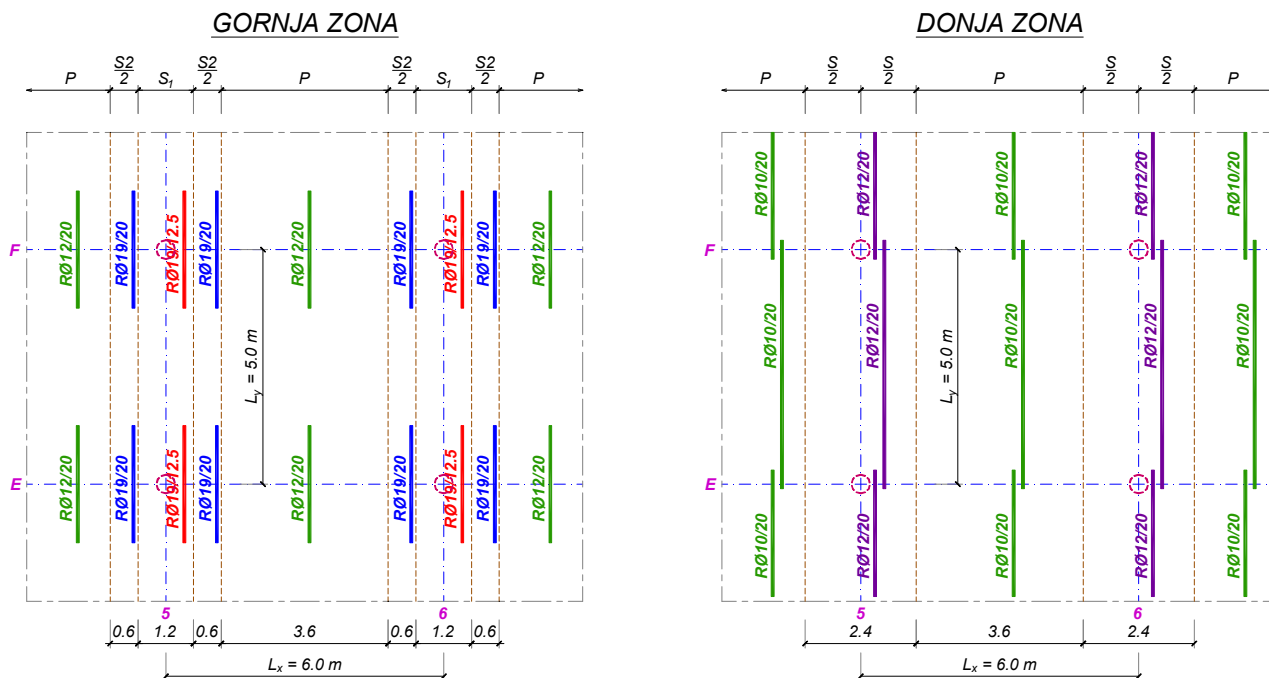 GORNJA ZONA
P S2/2 S1 S2/2 P S2/2 S1 S2/2 P
F
RØ12/20 RØ19/20 RØ19/12.5 RØ19/20 RØ12/20 RØ19/20 RØ19/12.5 RØ19/20 RØ12/20
Ly = 5.0 m
E
RØ12/20 RØ19/20 RØ19/12.5 RØ19/20 RØ12/20 RØ19/20 RØ19/12.5 RØ19/20 RØ12/20
5 6
0.6 1.2 0.6 3.6 0.6 1.2 0.6
Lx = 6.0 m
DONJA ZONA
P S/2 S/2 P S/2 S/2 P
RØ10/20 RØ12/20 RØ10/20 RØ12/20 RØ10/20
F
RØ10/20 RØ12/20 RØ10/20 RØ12/20 RØ10/20
Ly = 5.0 m
E
RØ10/20 RØ12/20 RØ10/20 RØ12/20 RØ10/20
5 6
2.4 3.6 2.4
Lx = 6.0 m